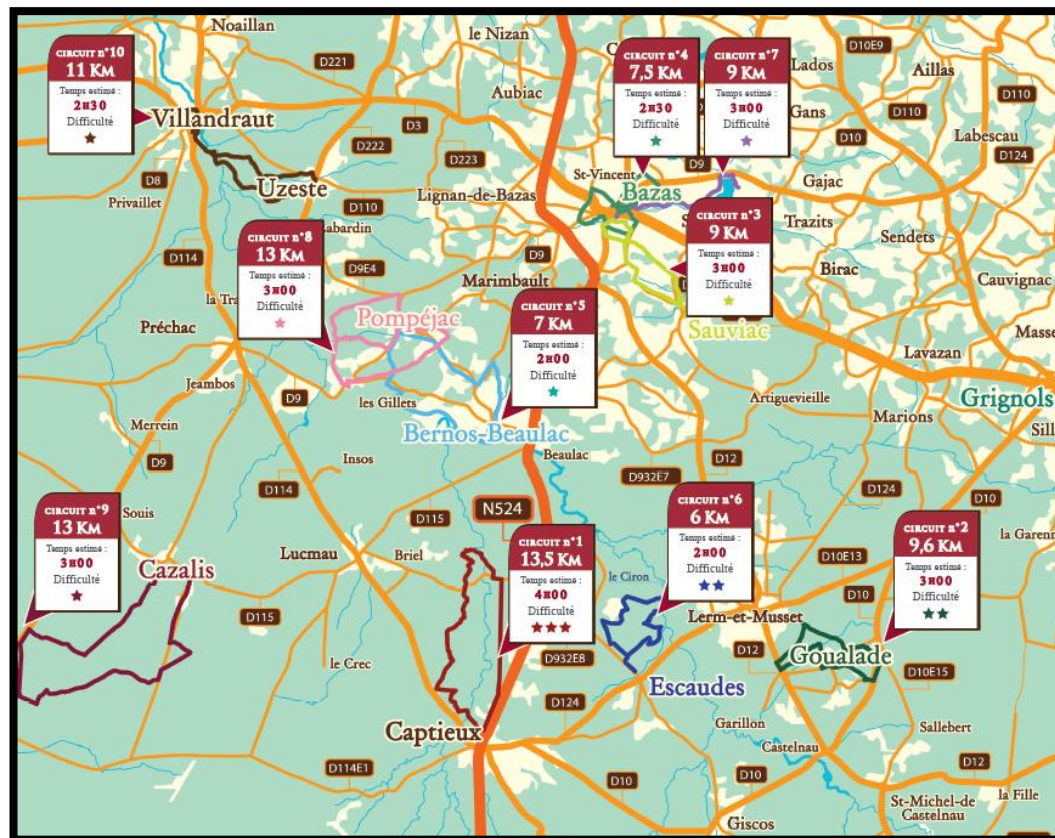 Noaillan
le Nizan
D10E9
CIRCUIT N°10
11 KM
Temps estimé :
2H30
Difficulté
CIRCUIT N°4
7,5 KM
Temps estimé :
2H30
Difficulté
CIRCUIT N°7
9 KM
Temps estimé :
3H00
Difficulté
Lados
Aillas
D221
Aubiac
D110
D110
Gans
Villandraut
D3
D10
Labescau
D222
D223
D124
D9
D8
Uzeste
St-Vincent
Bazas
Gajac
Privaillet
Lignan-de-Bazas
D110
Labardin
CIRCUIT N°3
9 KM
Temps estimé :
3H00
Difficulté
Trazits
Sendets
CIRCUIT N°8
13 KM
Temps estimé :
3H00
Difficulté
D114
D9E4
D9
Marimbault
Birac
Cauvignac
la Tra
Pompéjac
CIRCUIT N°5
7 KM
Temps estimé :
2H00
Difficulté
Préchac
Sauviac
Masse
Lavazan
Jeambos
D9
les Gillets
Artiguevieille
Grignols
Marions
Merrein
Bernos-Beaulac
Sill
Beaulac
D9
Insos
D12
D932E7
D114
D124
D10
CIRCUIT N°9
13 KM
Temps estimé :
3H00
Difficulté
Souis
N524
D115
CIRCUIT N°6
6 KM
Temps estimé :
2H00
Difficulté
CIRCUIT N°2
9,6 KM
Temps estimé :
3H00
Difficulté
la Garenn
CIRCUIT N°1
13,5 KM
Temps estimé :
4H00
Difficulté
Lucmau
Briel
D10E13
Cazalis
le Ciron
D10
D115
Lerm-et-Musset
le Crec
D932E8
D12
Goualade
D10E15
Escaudes
D124
Captieux
Garillon
Sallebert
Castelnau
D114E1
D10
D10
D12
St-Michel-de
Castelnau
la Fille
Giscos